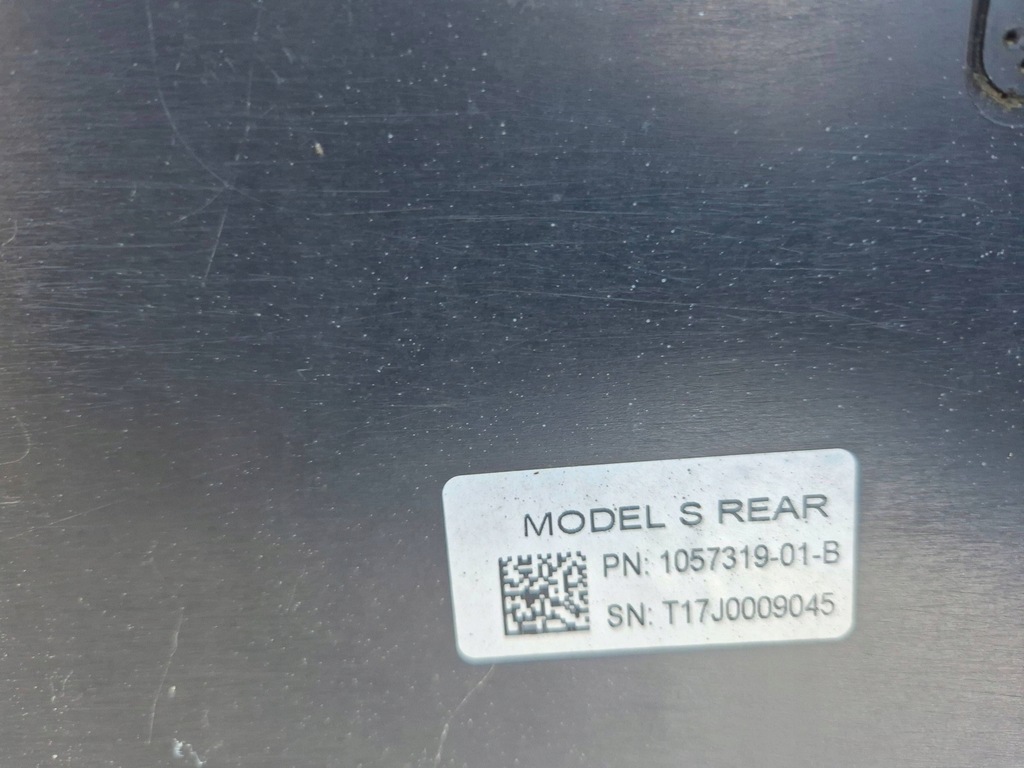 MODEL S REAR
PN: 1057319-01-B
SN: T17J0009045